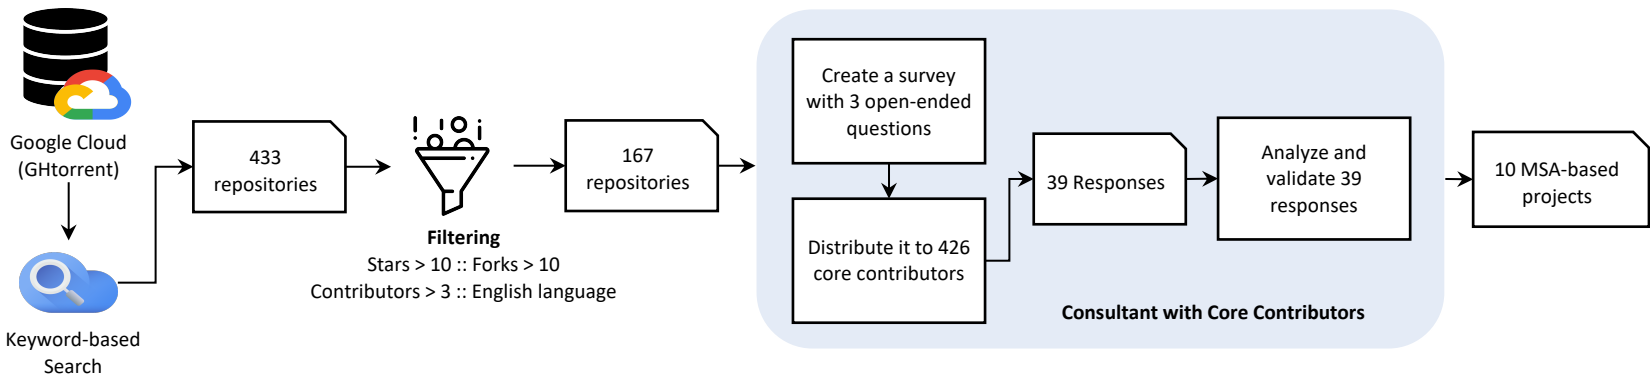 Google Cloud
(GHtorrent)
Keyword-based
Search
433
repositories
Filtering
Stars > 10 :: Forks > 10
Contributors > 3 :: English language
167
repositories
Create a survey
with 3 open-ended
questions
Distribute it to 426
core contributors
39 Responses
Analyze and
validate 39
responses
Consultant with Core Contributors
10 MSA-based
projects